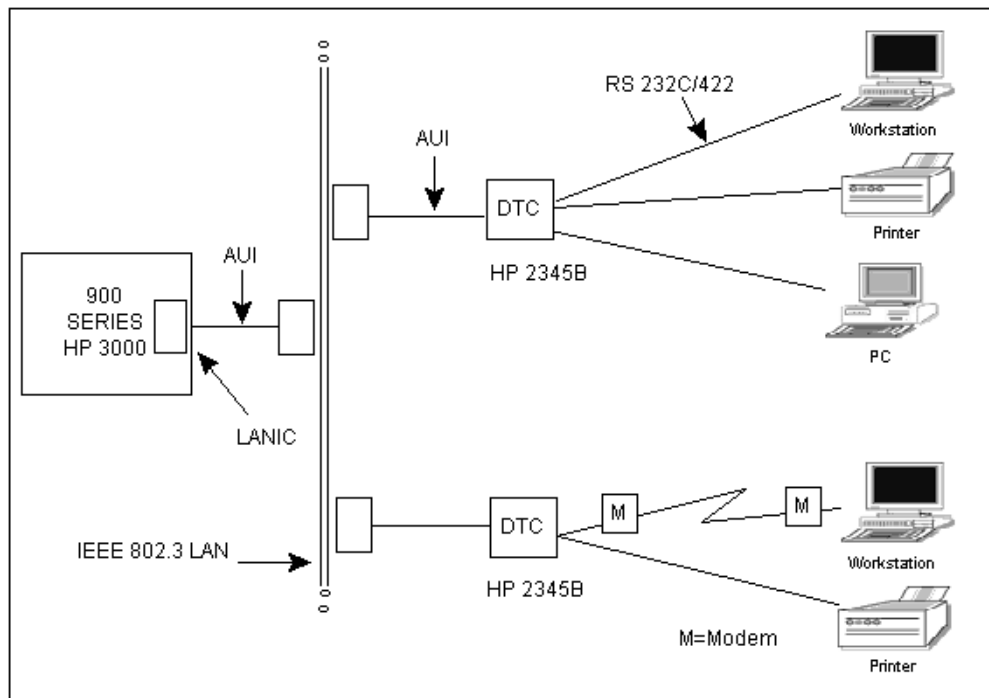 RS 232C/422
Workstation
AUI
DTC
Printer
HP 2345B
AUI
900
SERIES
HP 3000
PC
LANIC
M
M
DTC
IEEE 802.3 LAN
Workstation
HP 2345B
M=Modem
Printer